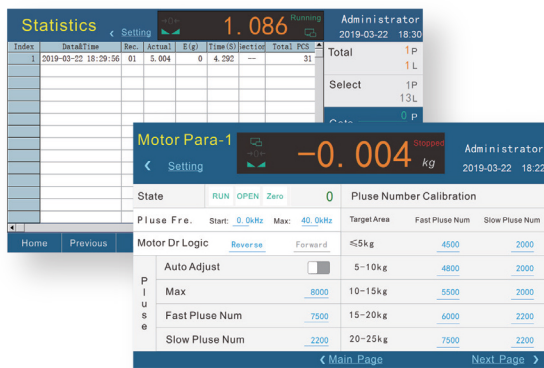 Statistics
‹ Setting
→0←
1.086
Running
Administrator
2019-03-22 18:30
Index Data&Time Rec. Actual E(g) Time(S) Total PCS
1 2019-03-22 18:29:56 01 5.004 0 4.292 -- 31
Total 1P
1L
Select 1P
13L
0 P
Home Previous
Motor Para-1
‹ Setting
→0←
-0.004 kg
Stopped
Administrator
2019-03-22 18:22
State RUN OPEN Zero 0
Pluse Fre. Start: 0.0kHz Max: 40.0kHz
Motor Dr Logic Reverse Forward
Pluse
Auto Adjust
Max 8000
Fast Pluse Num 7500
Slow Pluse Num 2200
Pluse Number Calibration
Target Area Fast Pluse Num Slow Pluse Num
≤5kg 4500 2000
5-10kg 4800 2000
10-15kg 5500 2000
15-20kg 6000 2200
20-25kg 7500 2200
‹ Main Page Next Page ›